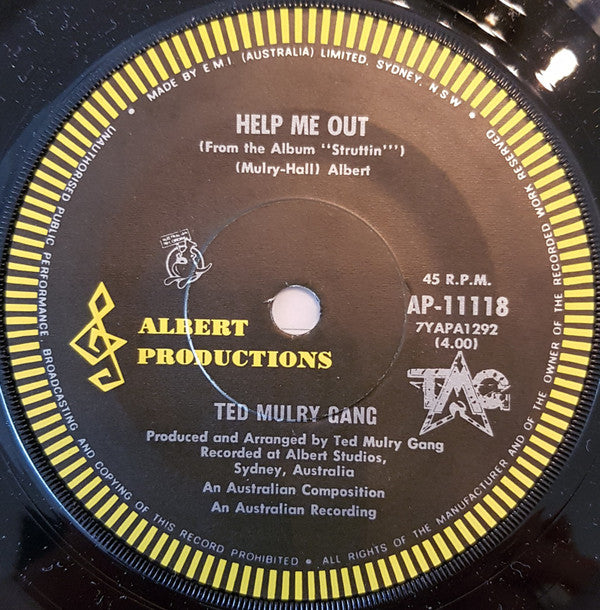 MADE BY E.M.I. (AUSTRALIA) LIMITED, SYDNEY, N.S.W •
UNAUTHORISED PUBLIC PERFORMANCE BROADCASTING AND COPYING OF THIS RECORD PROHIBITED • ALL RIGHTS OF THE MANUFACTURER AND OF THE OWNER OF THE RECORDED WORK RESERVED
HELP ME OUT
(From the Album "Struttin'")
(Mulry-Hall) Albert
45 R.P.M.
AP-11118
7YAPA1292
(4.00)
ALBERT
PRODUCTIONS
TMG
TED MULRY GANG
Produced and Arranged by Ted Mulry Gang
Recorded at Albert Studios,
Sydney, Australia
An Australian Composition
An Australian Recording